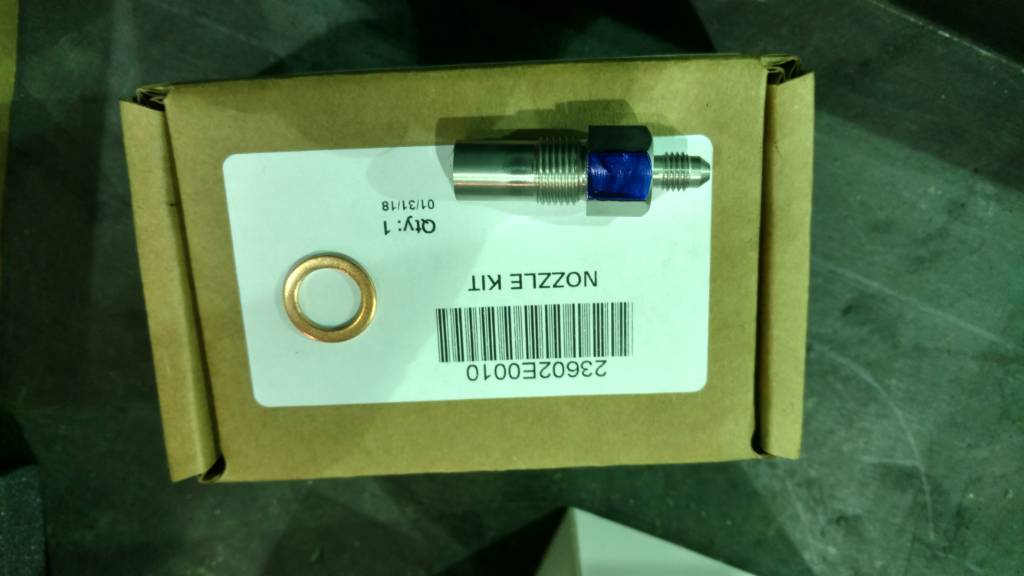 23602E0010
NOZZLE KIT
Qty: 1
01/31/18